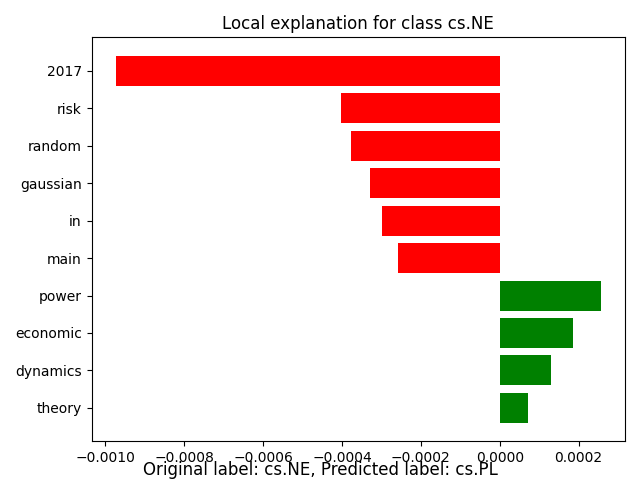 Local explanation for class cs.NE
2017
risk
random
gaussian
in
main
power
economic
dynamics
theory
−0.0010 −0.0008 −0.0006 −0.0004 −0.0002 0.0000 0.0002
Original label: cs.NE, Predicted label: cs.PL